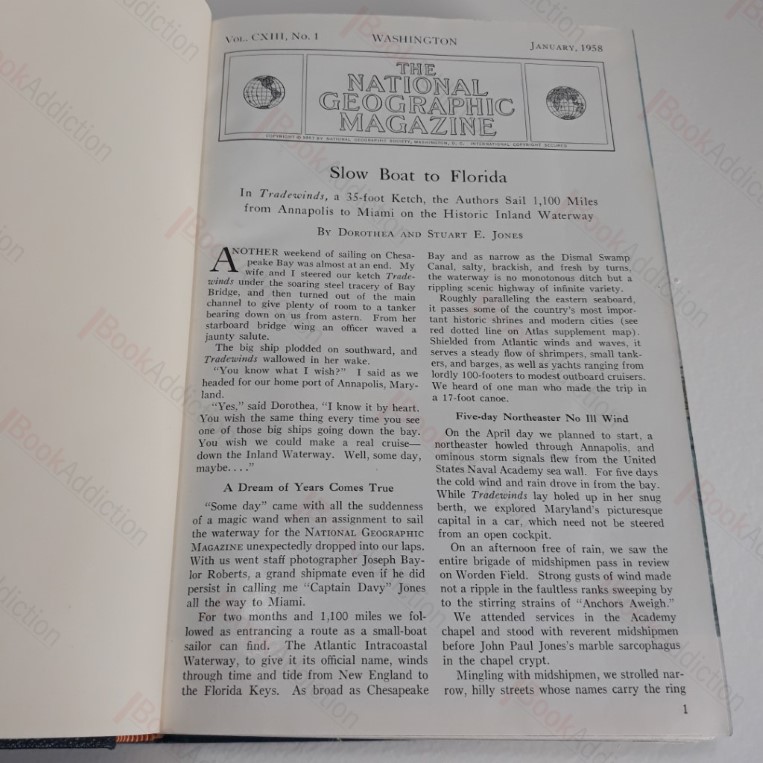 VOL. CXIII, No. 1 WASHINGTON JANUARY, 1958
THE
NATIONAL
GEOGRAPHIC
MAGAZINE
COPYRIGHT © 1957 BY NATIONAL GEOGRAPHIC SOCIETY, WASHINGTON, D. C. INTERNATIONAL COPYRIGHT SECURED
Slow Boat to Florida
In Tradewinds, a 35-foot Ketch, the Authors Sail 1,100 Miles
from Annapolis to Miami on the Historic Inland Waterway
BY DOROTHEA AND STUART E. JONES
ANOTHER weekend of sailing on Chesa-
peake Bay was almost at an end. My
wife and I steered our ketch Trade-
winds under the soaring steel tracery of Bay
Bridge, and then turned out of the main
channel to give plenty of room to a tanker
bearing down on us from astern. From her
starboard bridge wing an officer waved a
jaunty salute.
The big ship plodded on southward, and
Tradewinds wallowed in her wake.
"You know what I wish?" I said as we
headed for our home port of Annapolis, Mary-
land.
"Yes," said Dorothea, "I know it by heart.
You wish the same thing every time you see
one of those big ships going down the bay.
You wish we could make a real cruise—
down the Inland Waterway. Well, some day,
maybe. . . ."
A Dream of Years Comes True
"Some day" came with all the suddenness
of a magic wand when an assignment to sail
the waterway for the NATIONAL GEOGRAPHIC
MAGAZINE unexpectedly dropped into our laps.
With us went staff photographer Joseph Bay-
lor Roberts, a grand shipmate even if he did
persist in calling me "Captain Davy" Jones
all the way to Miami.
For two months and 1,100 miles we fol-
lowed as entrancing a route as a small-boat
sailor can find. The Atlantic Intracoastal
Waterway, to give it its official name, winds
through time and tide from New England to
the Florida Keys. As broad as Chesapeake
Bay and as narrow as the Dismal Swamp
Canal, salty, brackish, and fresh by turns,
the waterway is no monotonous ditch but a
rippling scenic highway of infinite variety.
Roughly paralleling the eastern seaboard,
it passes some of the country's most impor-
tant historic shrines and modern cities (see
red dotted line on Atlas supplement map).
Shielded from Atlantic winds and waves, it
serves a steady flow of shrimpers, small tank-
ers, and barges, as well as yachts ranging from
lordly 100-footers to modest outboard cruisers.
We heard of one man who made the trip in
a 17-foot canoe.
Five-day Northeaster No Ill Wind
On the April day we planned to start, a
northeaster howled through Annapolis, and
ominous storm signals flew from the United
States Naval Academy sea wall. For five days
the cold wind and rain drove in from the bay.
While Tradewinds lay holed up in her snug
berth, we explored Maryland's picturesque
capital in a car, which need not be steered
from an open cockpit.
On an afternoon free of rain, we saw the
entire brigade of midshipmen pass in review
on Worden Field. Strong gusts of wind made
not a ripple in the faultless ranks sweeping by
to the stirring strains of "Anchors Aweigh."
We attended services in the Academy
chapel and stood with reverent midshipmen
before John Paul Jones's marble sarcophagus
in the chapel crypt.
Mingling with midshipmen, we strolled nar-
row, hilly streets whose names carry the ring
1
BookAddiction